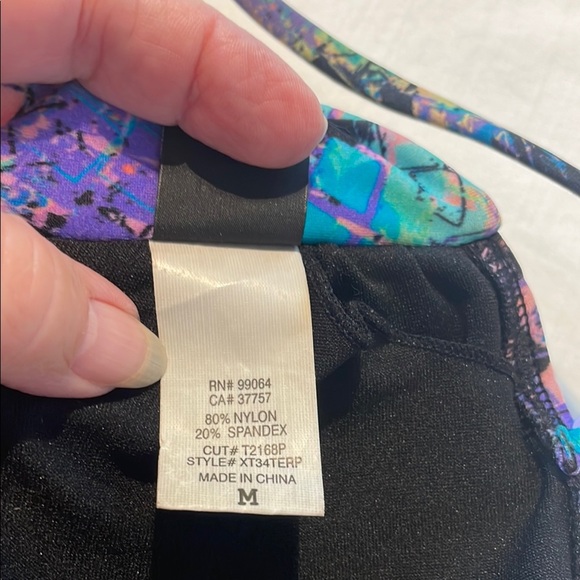 RN# 99064
CA# 37757
80% NYLON
20% SPANDEX
CUT# T2168P
STYLE# XT34TERP
MADE IN CHINA
M